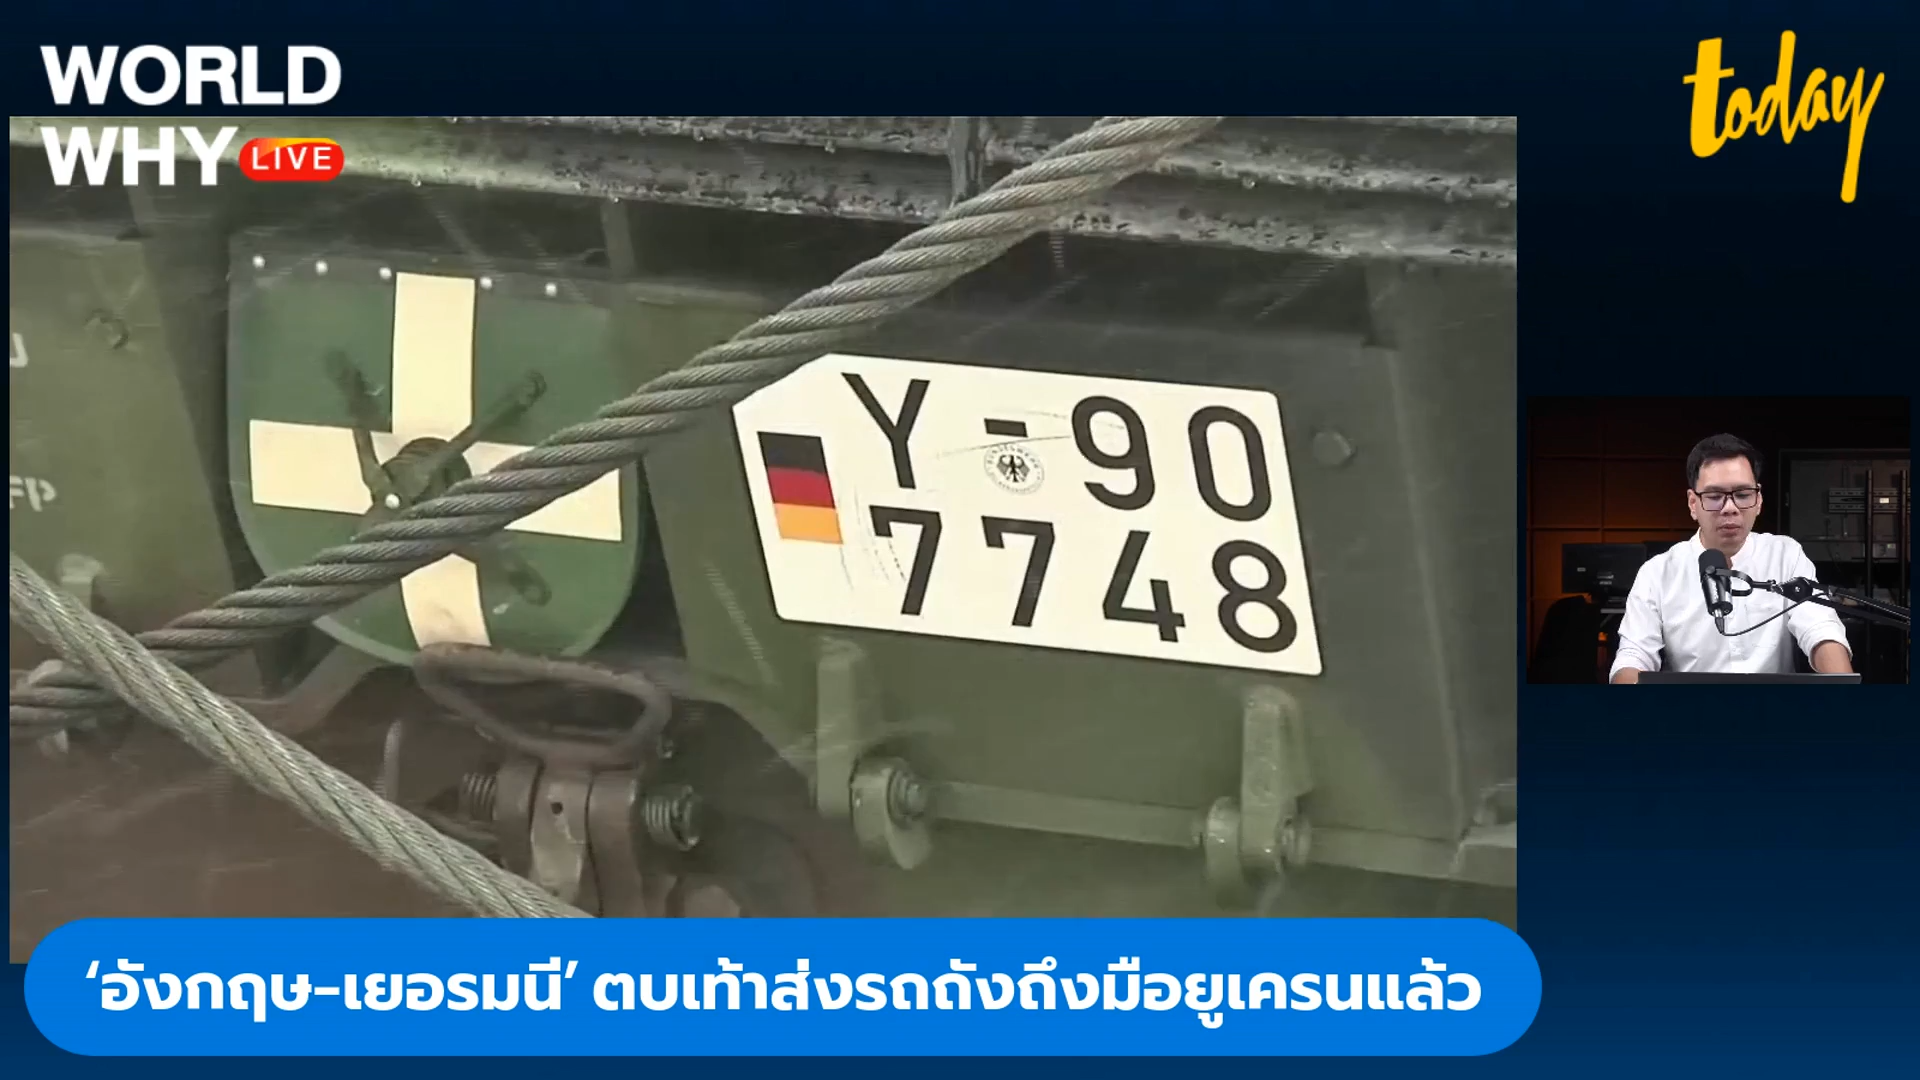 WORLD
WHY LIVE
today
Y-90
7748
‘อังกฤษ-เยอรมนี’ ตบเท้าส่งรถถังถึงมือยูเครนแล้ว